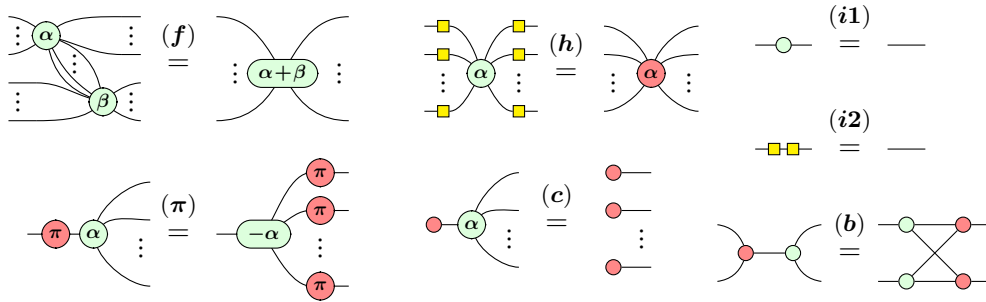 α (f) = α+β
β
α (h) = α
(i1) =
(i2) =
π α (π) = -α π π π
α (c) =
(b) =